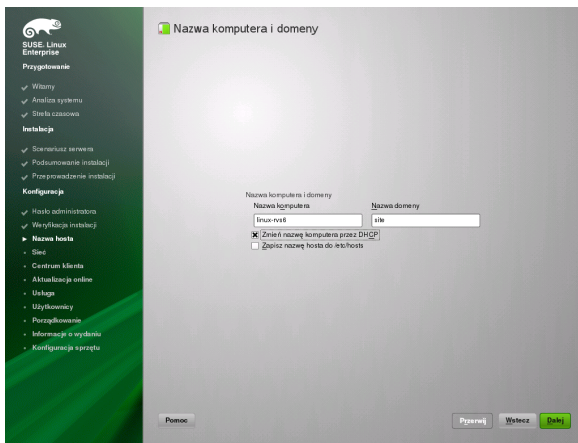 SUSE. Linux
Enterprise
Przygotowanie
Witamy
Analiza systemu
Strefa czasowa
Instalacja
Scenariusz serwera
Podsumowanie instalacji
Przeprowadzenie instalacji
Konfiguracja
Hasło administratora
Weryfikacja instalacji
Nazwa hosta
Sieć
Centrum klienta
Aktualizacja online
Usługa
Użytkownicy
Porządkowanie
Informacje o wydaniu
Konfiguracja sprzętu
Nazwa komputera i domeny
Nazwa komputera i domeny
Nazwa komputera Nazwa domeny
linux-rvs6 site
Zmień nazwę komputera przez DHCP
Zapisz nazwę hosta do /etc/hosts
Pomoc Przerwij Wstecz Dalej